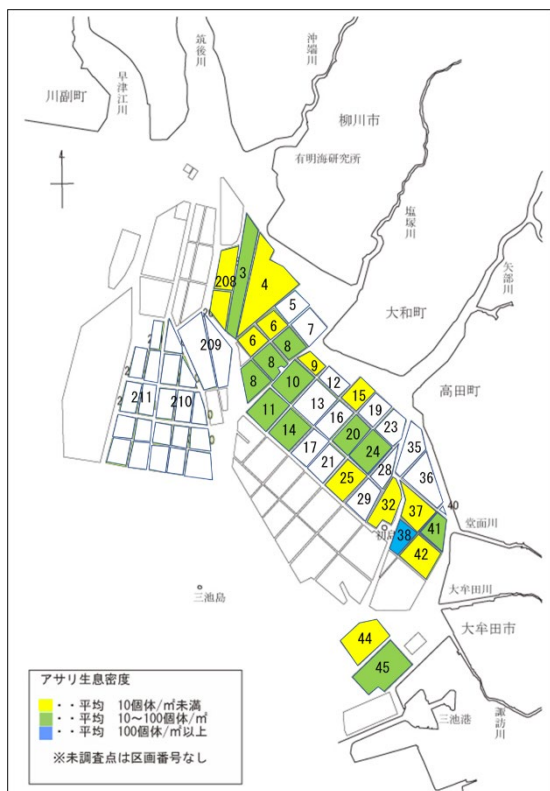 沖端川
筑後川
早津江川
川副町
柳川市
有明海研究所
塩塚川
矢部川
大和町
208
3
4
5
6
6
7
209
8
8
8
9
10
12
15
高田町
211
210
11
13
16
19
23
14
20
24
35
17
21
28
36
25
29
32
37
40
堂面川
38
41
42
大牟田川
三池島
大牟田市
44
45
諏訪川
三池港
アサリ生息密度
・・平均 10個体/㎡未満
・・平均 10～100個体/㎡
・・平均 100個体/㎡以上
※未調査点は区画番号なし